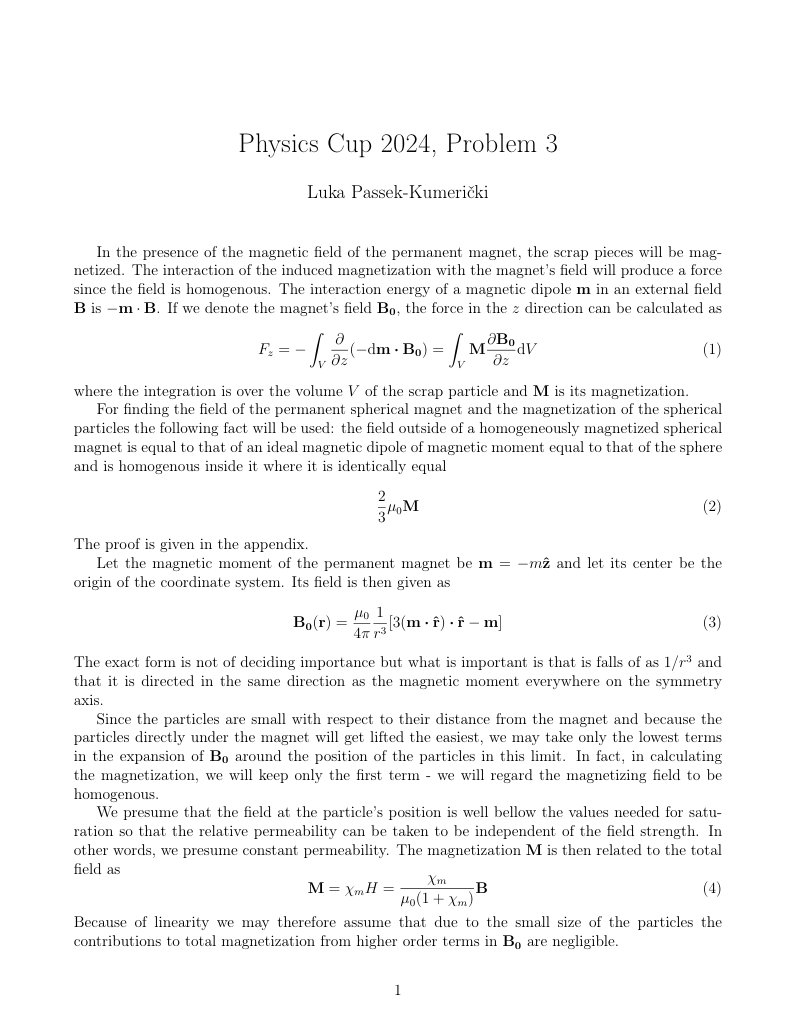 Physics Cup 2024, Problem 3
Luka Passek-Kumerički
In the presence of the magnetic field of the permanent magnet, the scrap pieces will be mag-
netized. The interaction of the induced magnetization with the magnet's field will produce a force
since the field is homogenous. The interaction energy of a magnetic dipole m in an external field
B is −m · B. If we denote the magnet's field B₀, the force in the z direction can be calculated as
F_z = − ∫_V ∂/∂z (−dm · B₀) = ∫_V M ∂B₀/∂z dV (1)
where the integration is over the volume V of the scrap particle and M is its magnetization.
For finding the field of the permanent spherical magnet and the magnetization of the spherical
particles the following fact will be used: the field outside of a homogeneously magnetized spherical
magnet is equal to that of an ideal magnetic dipole of magnetic moment equal to that of the sphere
and is homogenous inside it where it is identically equal
2/3 μ₀M (2)
The proof is given in the appendix.
Let the magnetic moment of the permanent magnet be m = −mẑ and let its center be the
origin of the coordinate system. Its field is then given as
B₀(r) = μ₀/4π 1/r³ [3(m · r̂) · r̂ − m] (3)
The exact form is not of deciding importance but what is important is that is falls of as 1/r³ and
that it is directed in the same direction as the magnetic moment everywhere on the symmetry
axis.
Since the particles are small with respect to their distance from the magnet and because the
particles directly under the magnet will get lifted the easiest, we may take only the lowest terms
in the expansion of B₀ around the position of the particles in this limit. In fact, in calculating
the magnetization, we will keep only the first term - we will regard the magnetizing field to be
homogenous.
We presume that the field at the particle's position is well bellow the values needed for satu-
ration so that the relative permeability can be taken to be independent of the field strength. In
other words, we presume constant permeability. The magnetization M is then related to the total
field as
M = χ_m H = χ_m/μ₀(1 + χ_m) B (4)
Because of linearity we may therefore assume that due to the small size of the particles the
contributions to total magnetization from higher order terms in B₀ are negligible.
1